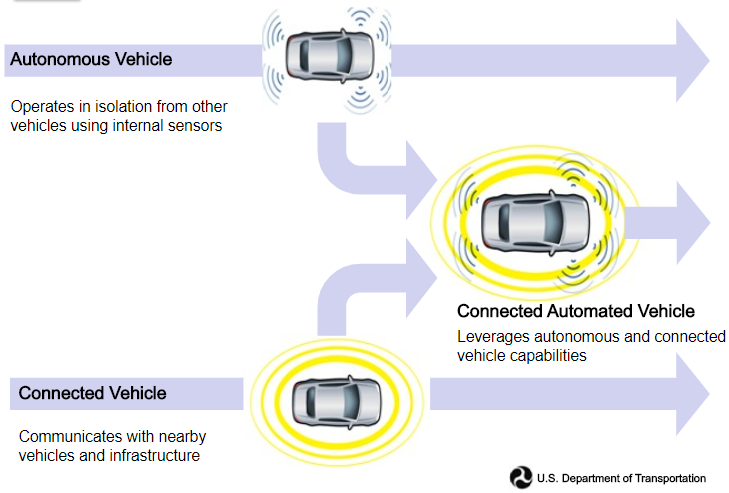 Autonomous Vehicle
Operates in isolation from other
vehicles using internal sensors
Connected Automated Vehicle
Leverages autonomous and connected
vehicle capabilities
Connected Vehicle
Communicates with nearby
vehicles and infrastructure
U.S. Department of Transportation